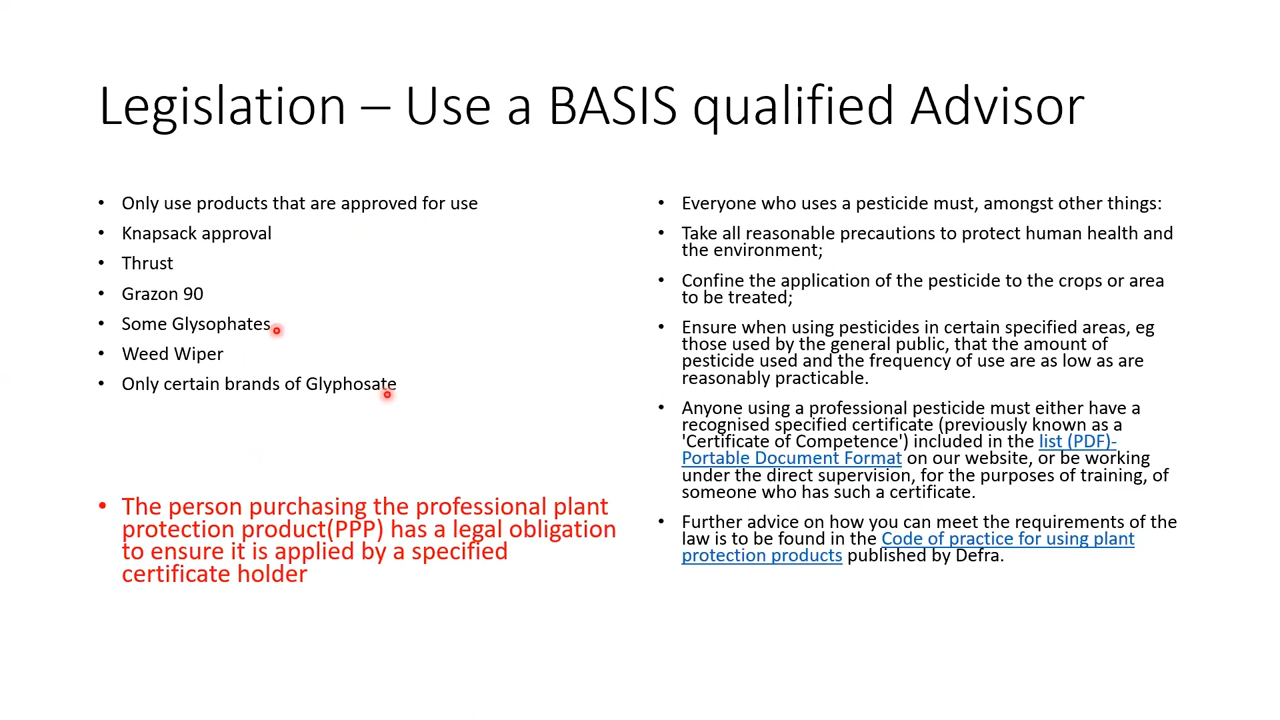 Legislation – Use a BASIS qualified Advisor
• Only use products that are approved for use
• Knapsack approval
• Thrust
• Grazon 90
• Some Glysophates
• Weed Wiper
• Only certain brands of Glyphosate
• The person purchasing the professional plant
protection product(PPP) has a legal obligation
to ensure it is applied by a specified
certificate holder
• Everyone who uses a pesticide must, amongst other things:
• Take all reasonable precautions to protect human health and
the environment;
• Confine the application of the pesticide to the crops or area
to be treated;
• Ensure when using pesticides in certain specified areas, eg
those used by the general public, that the amount of
pesticide used and the frequency of use are as low as are
reasonably practicable.
• Anyone using a professional pesticide must either have a
recognised specified certificate (previously known as a
'Certificate of Competence') included in the list (PDF)-
Portable Document Format on our website, or be working
under the direct supervision, for the purposes of training, of
someone who has such a certificate.
• Further advice on how you can meet the requirements of the
law is to be found in the Code of practice for using plant
protection products published by Defra.